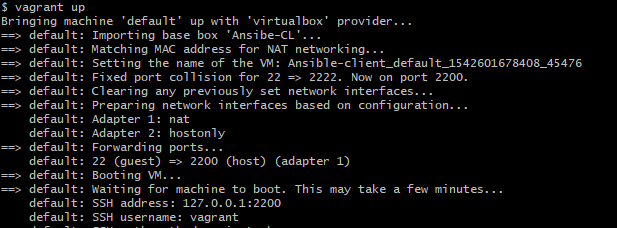 $ vagrant up
Bringing machine 'default' up with 'virtualbox' provider...
==> default: Importing base box 'Ansibe-CL'...
==> default: Matching MAC address for NAT networking...
==> default: Setting the name of the VM: Ansible-client_default_1542601678408_45476
==> default: Fixed port collision for 22 => 2222. Now on port 2200.
==> default: Clearing any previously set network interfaces...
==> default: Preparing network interfaces based on configuration...
    default: Adapter 1: nat
    default: Adapter 2: hostonly
==> default: Forwarding ports...
    default: 22 (guest) => 2200 (host) (adapter 1)
==> default: Booting VM...
==> default: Waiting for machine to boot. This may take a few minutes...
    default: SSH address: 127.0.0.1:2200
    default: SSH username: vagrant